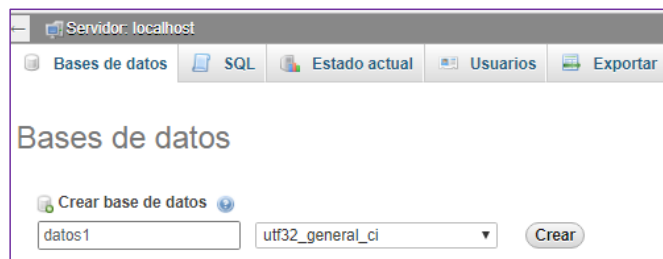 Servidor: localhost
Bases de datos SQL Estado actual Usuarios Exportar
Bases de datos
Crear base de datos
datos1 utf32_general_ci Crear